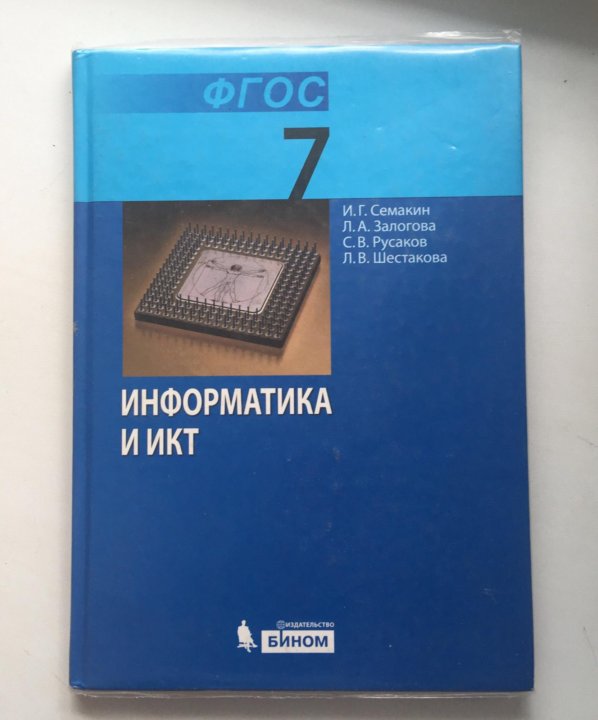 ФГОС
7
И. Г. Семакин
Л. А. Залогова
С. В. Русаков
Л. В. Шестакова
ИНФОРМАТИКА
И ИКТ
ИЗДАТЕЛЬСТВО
БИНОМ